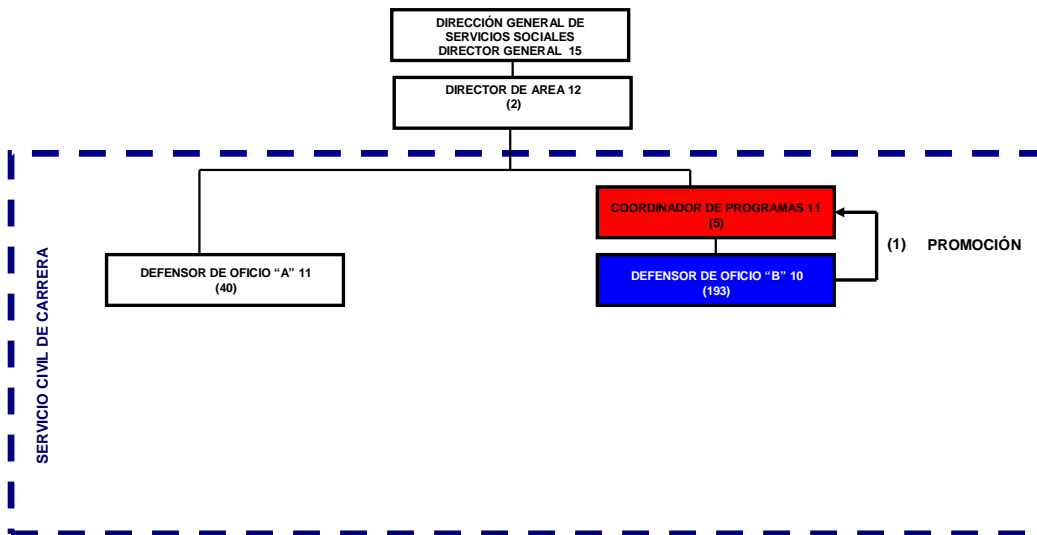 DIRECCIÓN GENERAL DE
SERVICIOS SOCIALES
DIRECTOR GENERAL 15
DIRECTOR DE AREA 12
(2)
COORDINADOR DE PROGRAMAS 11
(5)
(1) PROMOCIÓN
DEFENSOR DE OFICIO “A” 11
(40)
DEFENSOR DE OFICIO “B” 10
(193)
SERVICIO CIVIL DE CARRERA